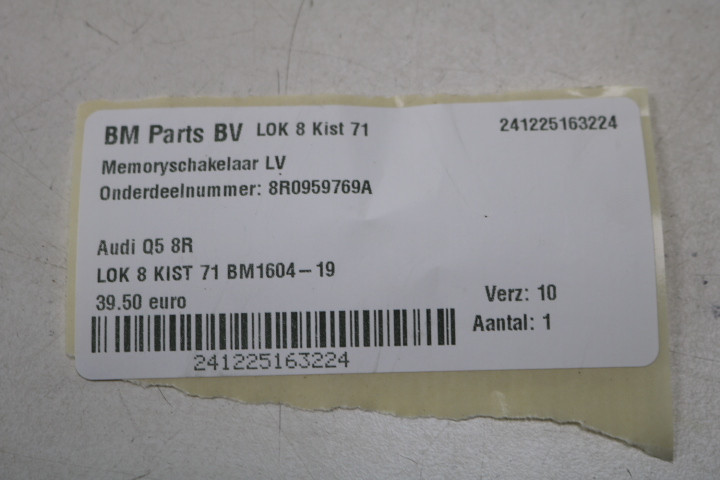 BM Parts BV LOK 8 Kist 71 241225163224
Memoryschakelaar LV
Onderdeelnummer: 8R0959769A
Audi Q5 8R
LOK 8 KIST 71 BM1604-19
39.50 euro
Verz: 10
Aantal: 1
241225163224